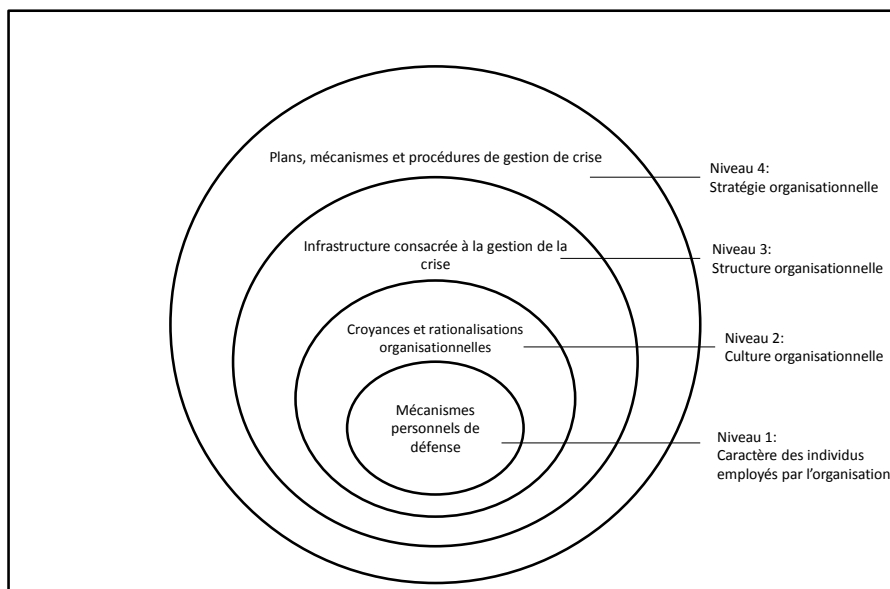 Plans, mécanismes et procédures de gestion de crise
Niveau 4:
Stratégie organisationnelle
Infrastructure consacrée à la gestion de la
crise
Niveau 3:
Structure organisationnelle
Croyances et rationalisations
organisationnelles
Niveau 2:
Culture organisationnelle
Mécanismes
personnels de
défense
Niveau 1:
Caractère des individus
employés par l’organisation